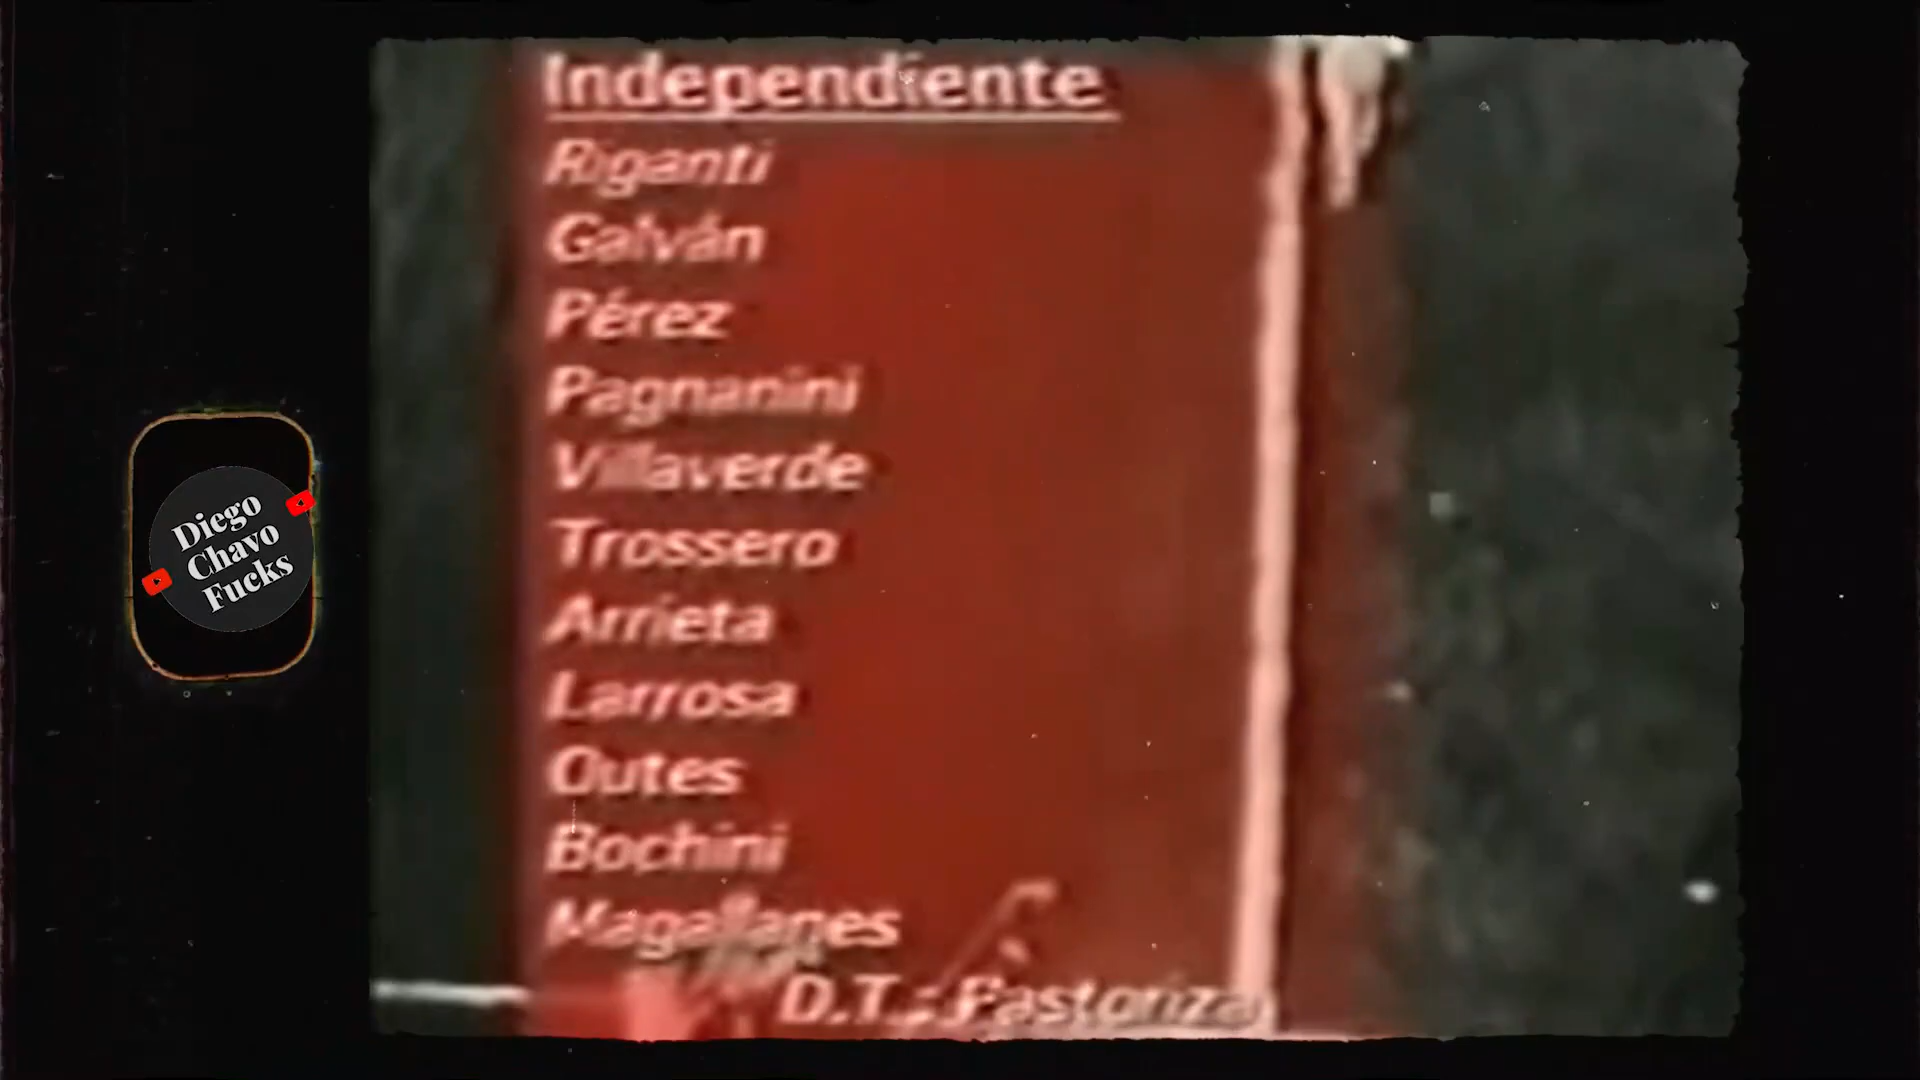 Independiente
Riganti
Galván
Pérez
Pagnanini
Villaverde
Trossero
Arrieta
Larrosa
Outes
Bochini
Magallanes
D.T.: Pastoriza
Diego
Chavo
Fucks